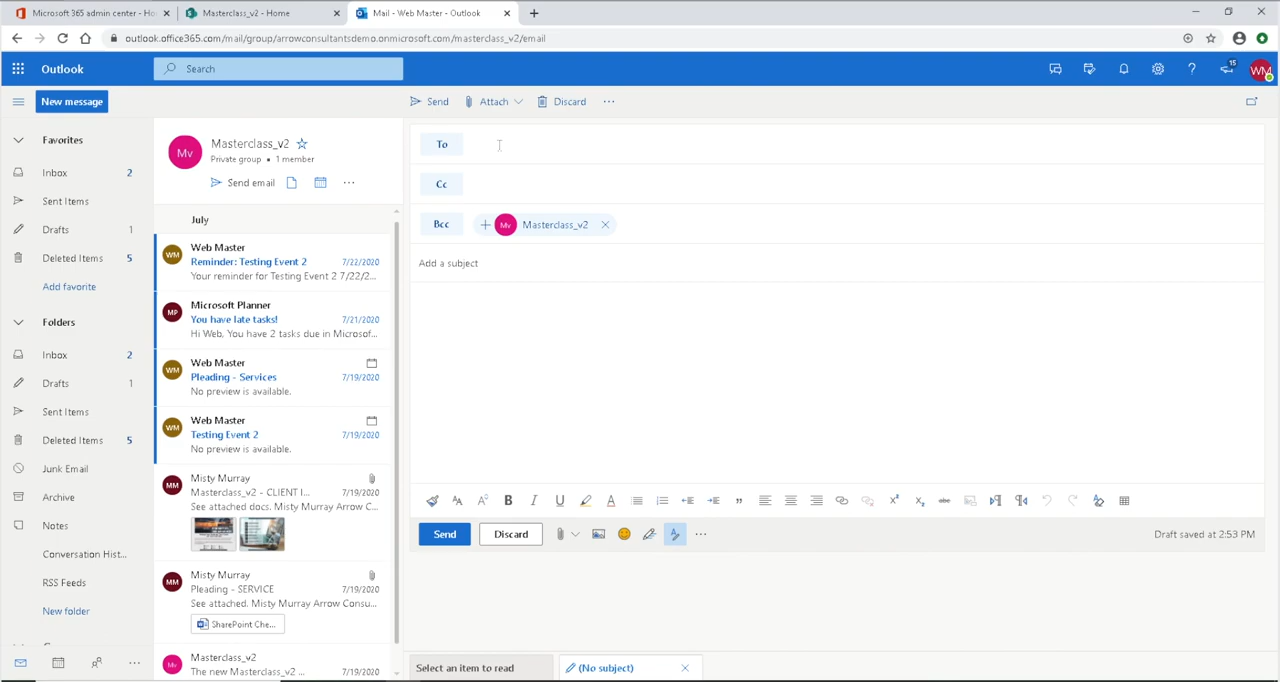 Microsoft 365 admin center - Ho
Masterclass_v2 - Home
Mail - Web Master - Outlook
outlook.office365.com/mail/group/arrowconsultantsdemo.onmicrosoft.com/masterclass_v2/email
Outlook
Search
15
WM
New message
Send
Attach
Discard
Favorites
Inbox 2
Sent Items
Drafts 1
Deleted Items 5
Add favorite
Folders
Inbox 2
Drafts 1
Sent Items
Deleted Items 5
Junk Email
Archive
Notes
Conversation Hist...
RSS Feeds
New folder
Mv
Masterclass_v2
Private group • 1 member
Send email
July
WM
Web Master
Reminder: Testing Event 2 7/22/2020
Your reminder for Testing Event 2 7/22/2...
MP
Microsoft Planner
You have late tasks! 7/21/2020
Hi Web, You have 2 tasks due in Microsof...
WM
Web Master
Pleading - Services 7/19/2020
No preview is available.
WM
Web Master
Testing Event 2 7/19/2020
No preview is available.
MM
Misty Murray
Masterclass_v2 - CLIENT I... 7/19/2020
See attached docs. Misty Murray Arrow C...
MM
Misty Murray
Pleading - SERVICE 7/19/2020
See attached. Misty Murray Arrow Consu...
SharePoint Che...
Mv
Masterclass_v2
The new Masterclass_v2 ... 7/19/2020
To
Cc
Bcc
Mv Masterclass_v2
Add a subject
Send
Discard
Draft saved at 2:53 PM
Select an item to read
(No subject)